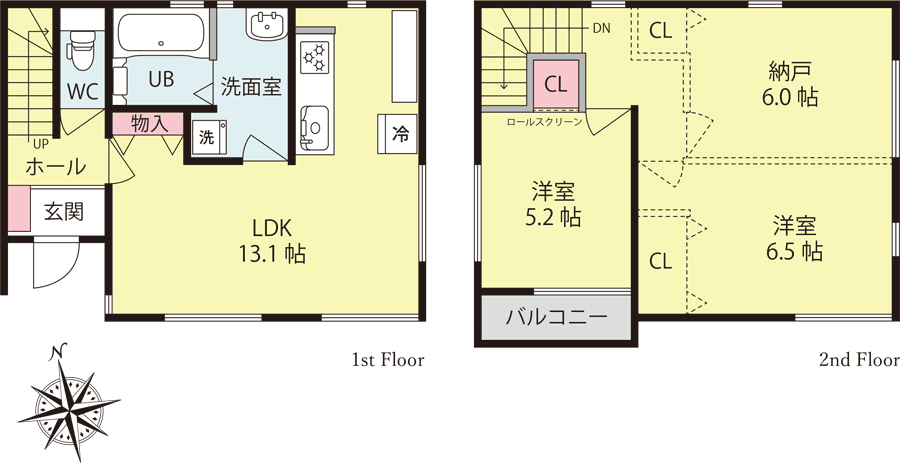 WC
UB
洗面室
物入
洗
冷
UP
ホール
玄関
LDK
13.1 帖
1st Floor
N
DN
CL
CL
ロールスクリーン
納戸
6.0 帖
洋室
5.2 帖
洋室
6.5 帖
CL
バルコニー
2nd Floor